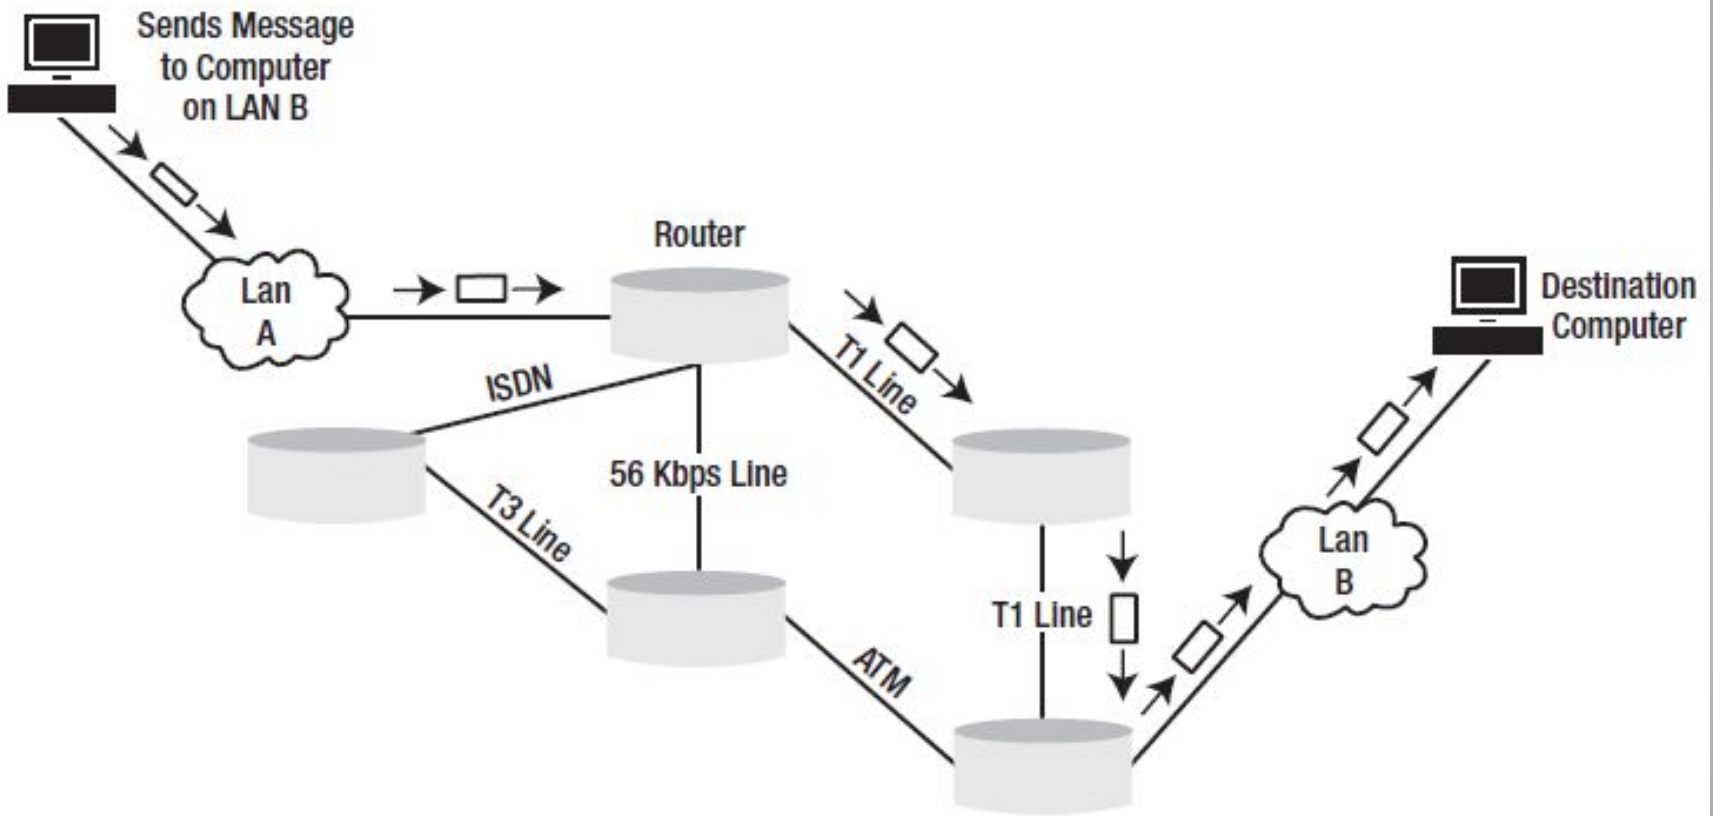 Sends Message
to Computer
on LAN B
Router
Lan
A
Destination
Computer
T1 Line
ISDN
56 Kbps Line
T3 Line
Lan
B
T1 Line
ATM